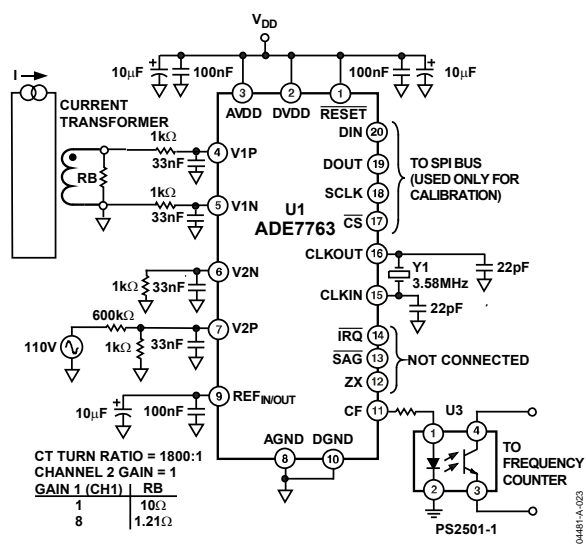 VDD
10µF
100nF
100nF
10µF
I
3
2
1
AVDD
DVDD
RESET
CURRENT
TRANSFORMER
RB
1kΩ
33nF
4
V1P
1kΩ
33nF
5
V1N
1kΩ
33nF
6
V2N
600kΩ
110V
1kΩ
33nF
7
V2P
10µF
100nF
9
REFIN/OUT
U1
ADE7763
DIN
20
DOUT
19
SCLK
18
CS
17
TO SPI BUS
(USED ONLY FOR
CALIBRATION)
CLKOUT
16
Y1
3.58MHz
22pF
CLKIN
15
22pF
IRQ
14
SAG
13
ZX
12
NOT CONNECTED
CF
11
U3
1
4
2
3
TO
FREQUENCY
COUNTER
PS2501-1
AGND
DGND
8
10
CT TURN RATIO = 1800:1
CHANNEL 2 GAIN = 1
GAIN 1 (CH1) RB
1 10Ω
8 1.21Ω
04481-A-023